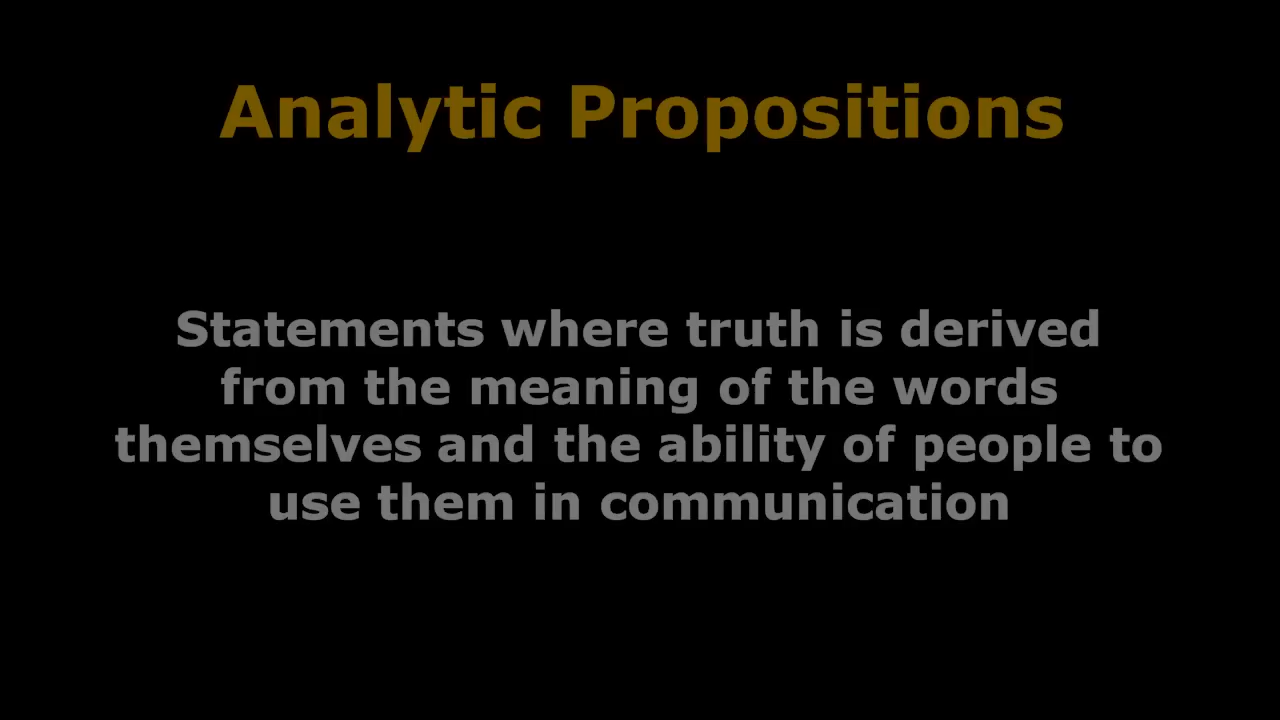 Analytic Propositions
Statements where truth is derived
from the meaning of the words
themselves and the ability of people to
use them in communication